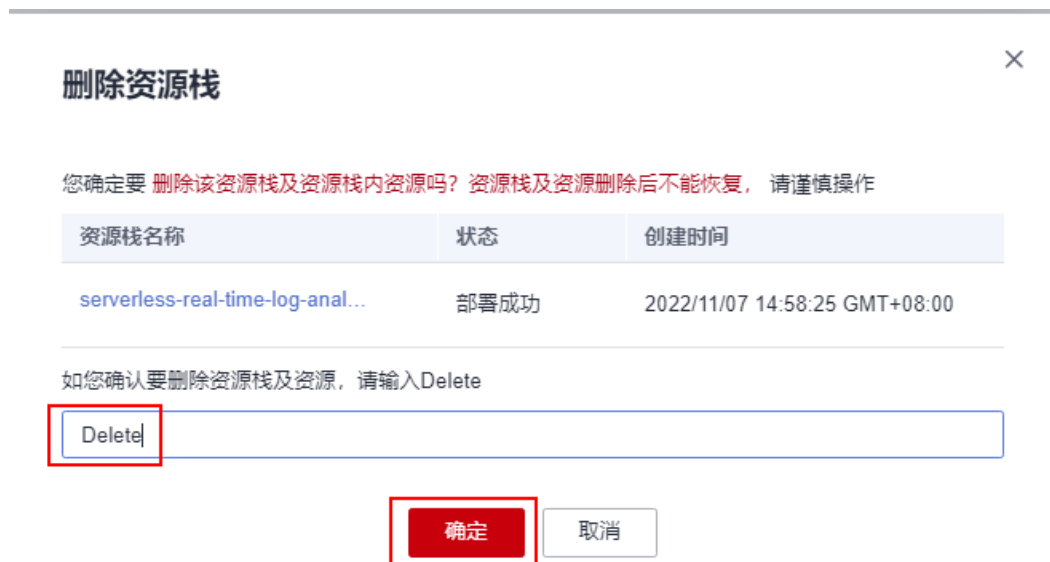 删除资源栈
您确定要 删除该资源栈及资源栈内资源吗？资源栈及资源删除后不能恢复， 请谨慎操作
资源栈名称 状态 创建时间
serverless-real-time-log-anal... 部署成功 2022/11/07 14:58:25 GMT+08:00
如您确认要删除资源栈及资源，请输入Delete
Delete
确定 取消